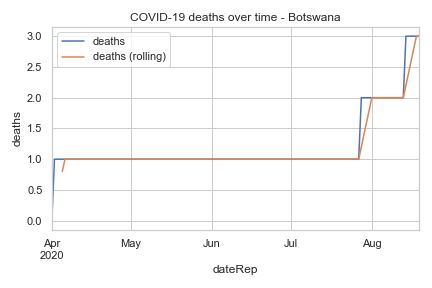 COVID-19 deaths over time - Botswana
deaths
deaths (rolling)
deaths
3.0
2.5
2.0
1.5
1.0
0.5
0.0
Apr May Jun Jul Aug
2020
dateRep